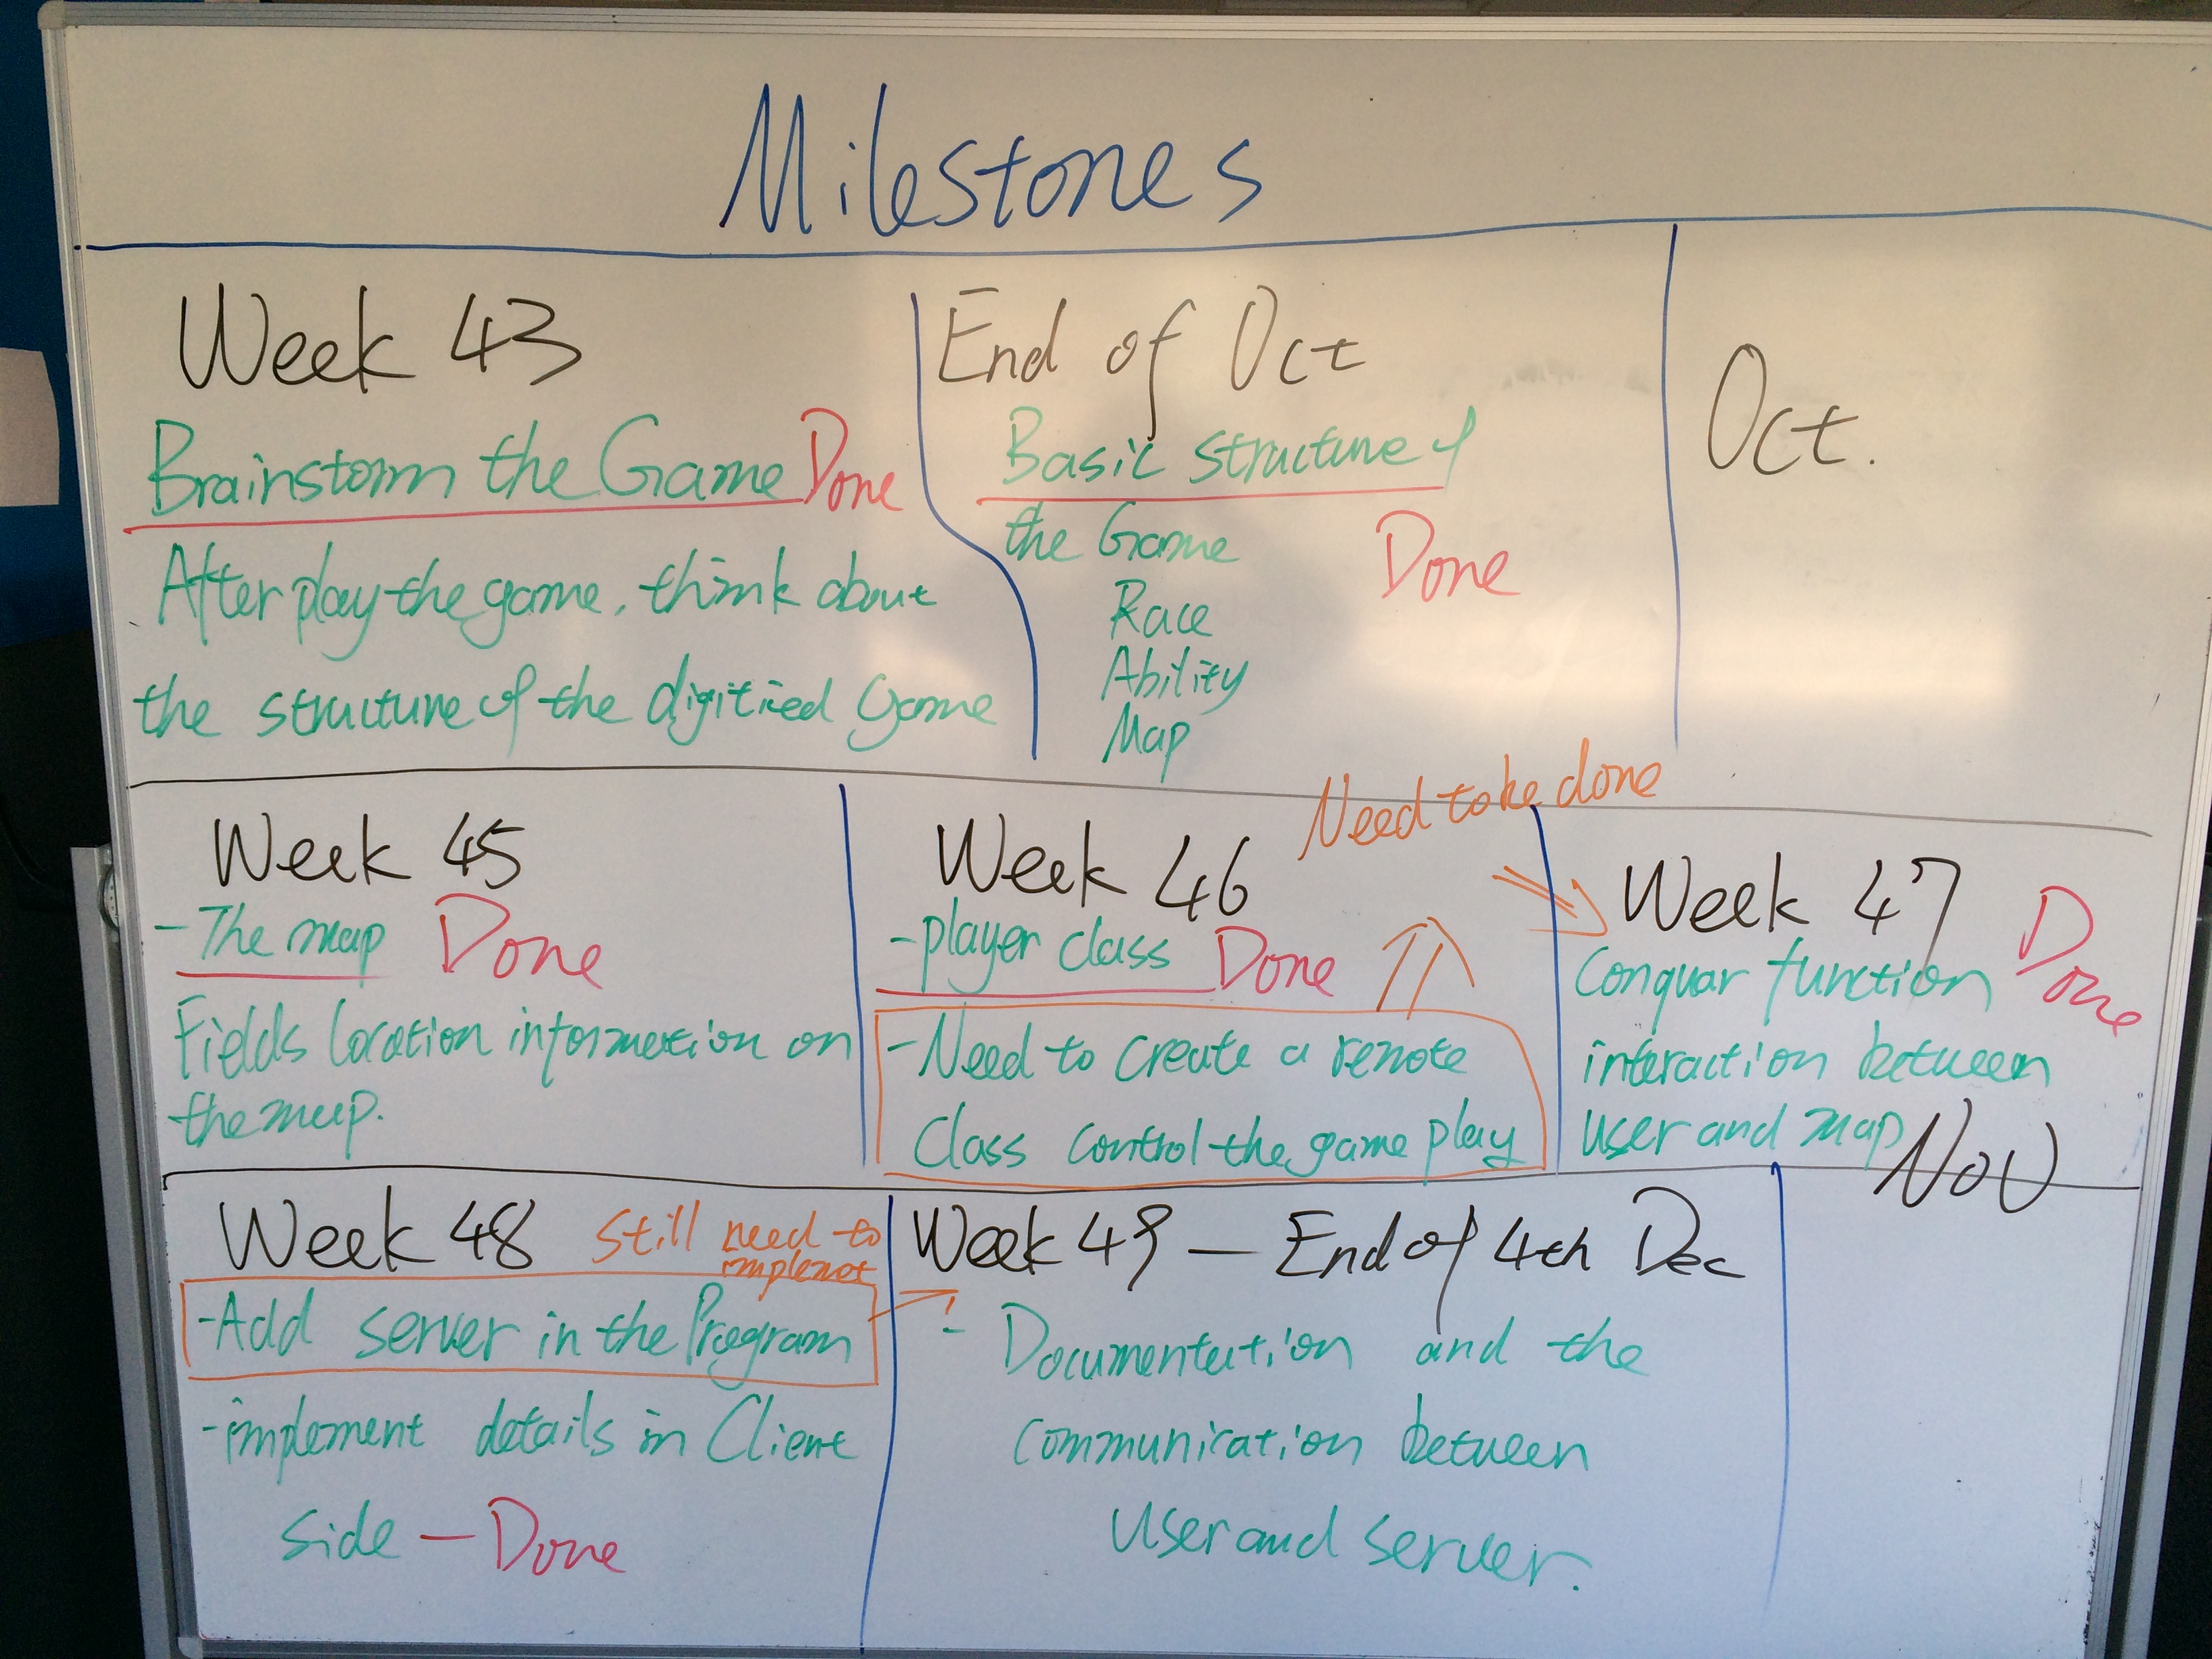 Milestones
Week 43
Brainstorm the Game Done
After play the game, think about
the structure of the digitized Game
End of Oct
Basic structure of
the Game
Done
Race
Ability
Map
Oct.
Week 45
- The map Done
Fields location information on
the map.
Week 46
Need to be done
- player class Done
- Need to create a remote
Class control the game play
Week 47
Done
Conquar function
interaction between
user and map
Nov
Week 48
Still need to
- Add server in the Program
- implement details in Client
side — Done
Week 49 — End of 4th Dec
- Documentation and the
communication between
User and server.